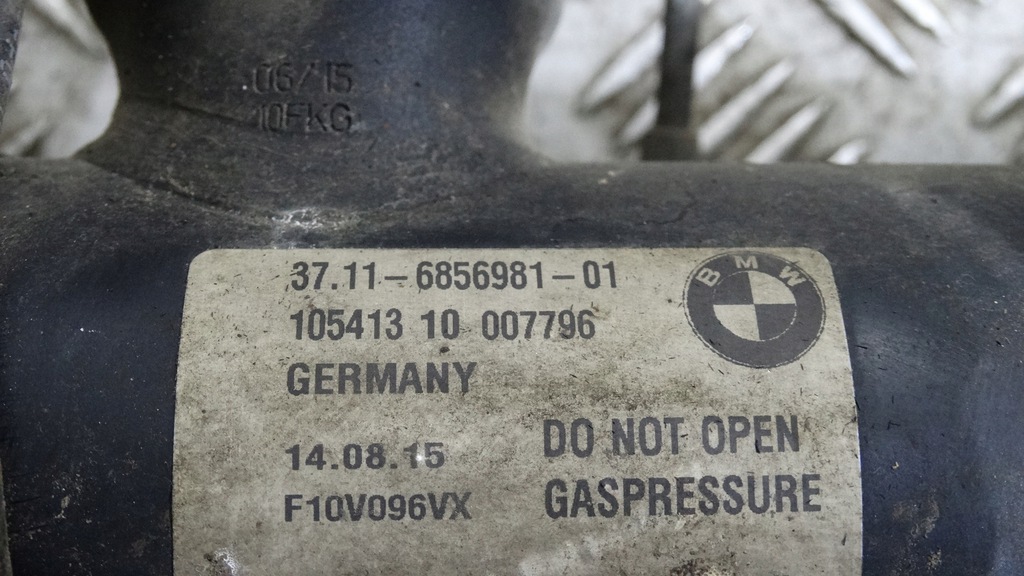 06/15
10FKG
37.11-6856981-01
BMW
105413 10 007796
GERMANY
14.08.15
DO NOT OPEN
F10V096VX
GASPRESSURE